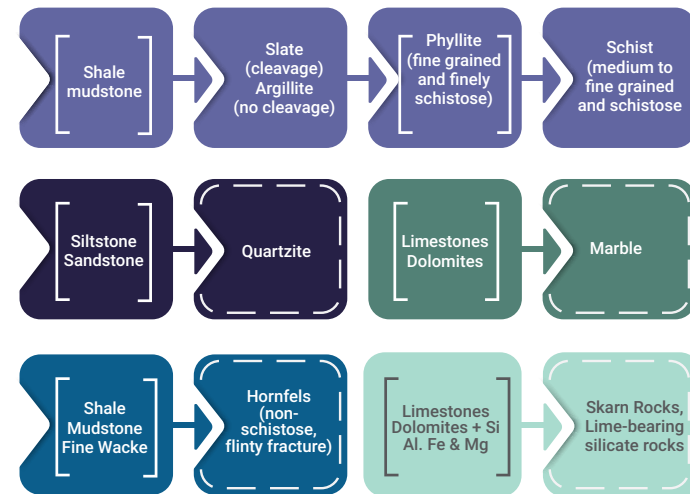 Shale
mudstone
Slate
(cleavage)
Argillite
(no cleavage)
Phyllite
(fine grained
and finely
schistose)
Schist
(medium to
fine grained
and schistose
Siltstone
Sandstone
Quartzite
Limestones
Dolomites
Marble
Shale
Mudstone
Fine Wacke
Hornfels
(non-
schistose,
flinty fracture)
Limestones
Dolomites + Si
Al. Fe & Mg
Skarn Rocks,
Lime-bearing
silicate rocks